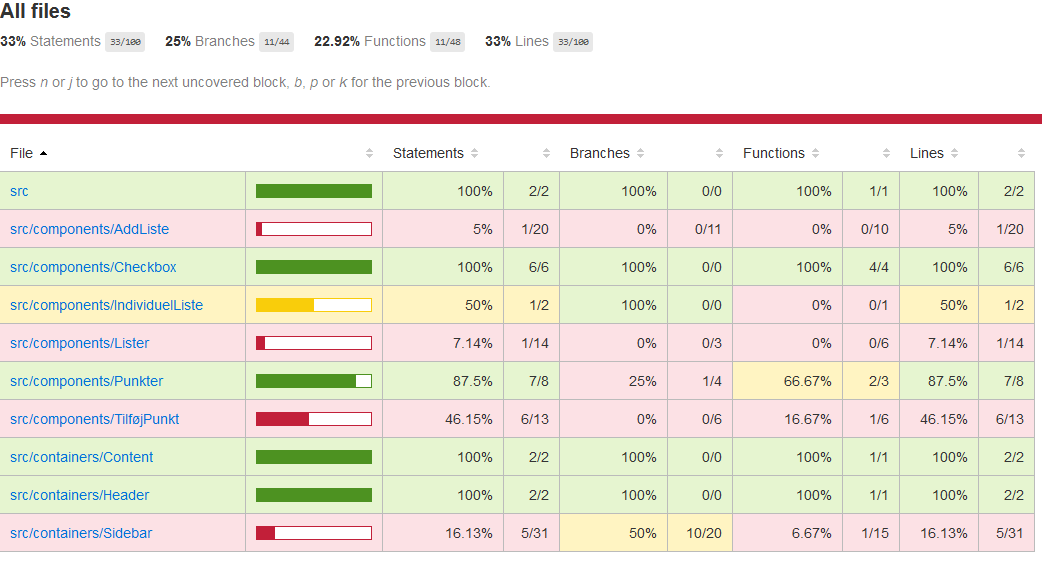 All files
33% Statements 33/100 25% Branches 11/44 22.92% Functions 11/48 33% Lines 33/100
Press n or j to go to the next uncovered block, b, p or k for the previous block.
File Statements Branches Functions Lines
src 100% 2/2 100% 0/0 100% 1/1 100% 2/2
src/components/AddListe 5% 1/20 0% 0/11 0% 0/10 5% 1/20
src/components/Checkbox 100% 6/6 100% 0/0 100% 4/4 100% 6/6
src/components/IndividuelListe 50% 1/2 100% 0/0 0% 0/1 50% 1/2
src/components/Lister 7.14% 1/14 0% 0/3 0% 0/6 7.14% 1/14
src/components/Punkter 87.5% 7/8 25% 1/4 66.67% 2/3 87.5% 7/8
src/components/TilføjPunkt 46.15% 6/13 0% 0/6 16.67% 1/6 46.15% 6/13
src/containers/Content 100% 2/2 100% 0/0 100% 1/1 100% 2/2
src/containers/Header 100% 2/2 100% 0/0 100% 1/1 100% 2/2
src/containers/Sidebar 16.13% 5/31 50% 10/20 6.67% 1/15 16.13% 5/31